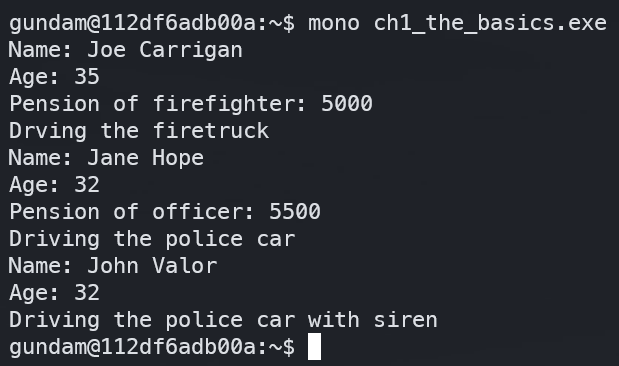 gundam@112df6adb00a:~$ mono ch1_the_basics.exe
Name: Joe Carrigan
Age: 35
Pension of firefighter: 5000
Drving the firetruck
Name: Jane Hope
Age: 32
Pension of officer: 5500
Driving the police car
Name: John Valor
Age: 32
Driving the police car with siren
gundam@112df6adb00a:~$